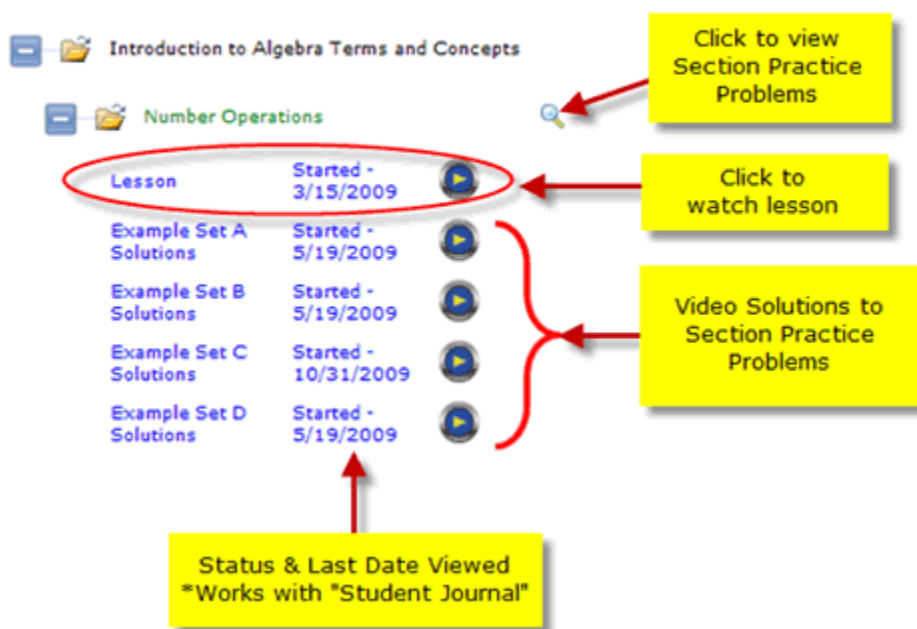 Introduction to Algebra Terms and Concepts
Click to view
Section Practice
Problems
Number Operations
Lesson
Started -
3/15/2009
Click to
watch lesson
Example Set A
Solutions
Started -
5/19/2009
Example Set B
Solutions
Started -
5/19/2009
Video Solutions to
Section Practice
Problems
Example Set C
Solutions
Started -
10/31/2009
Example Set D
Solutions
Started -
5/19/2009
Status & Last Date Viewed
*Works with "Student Journal"